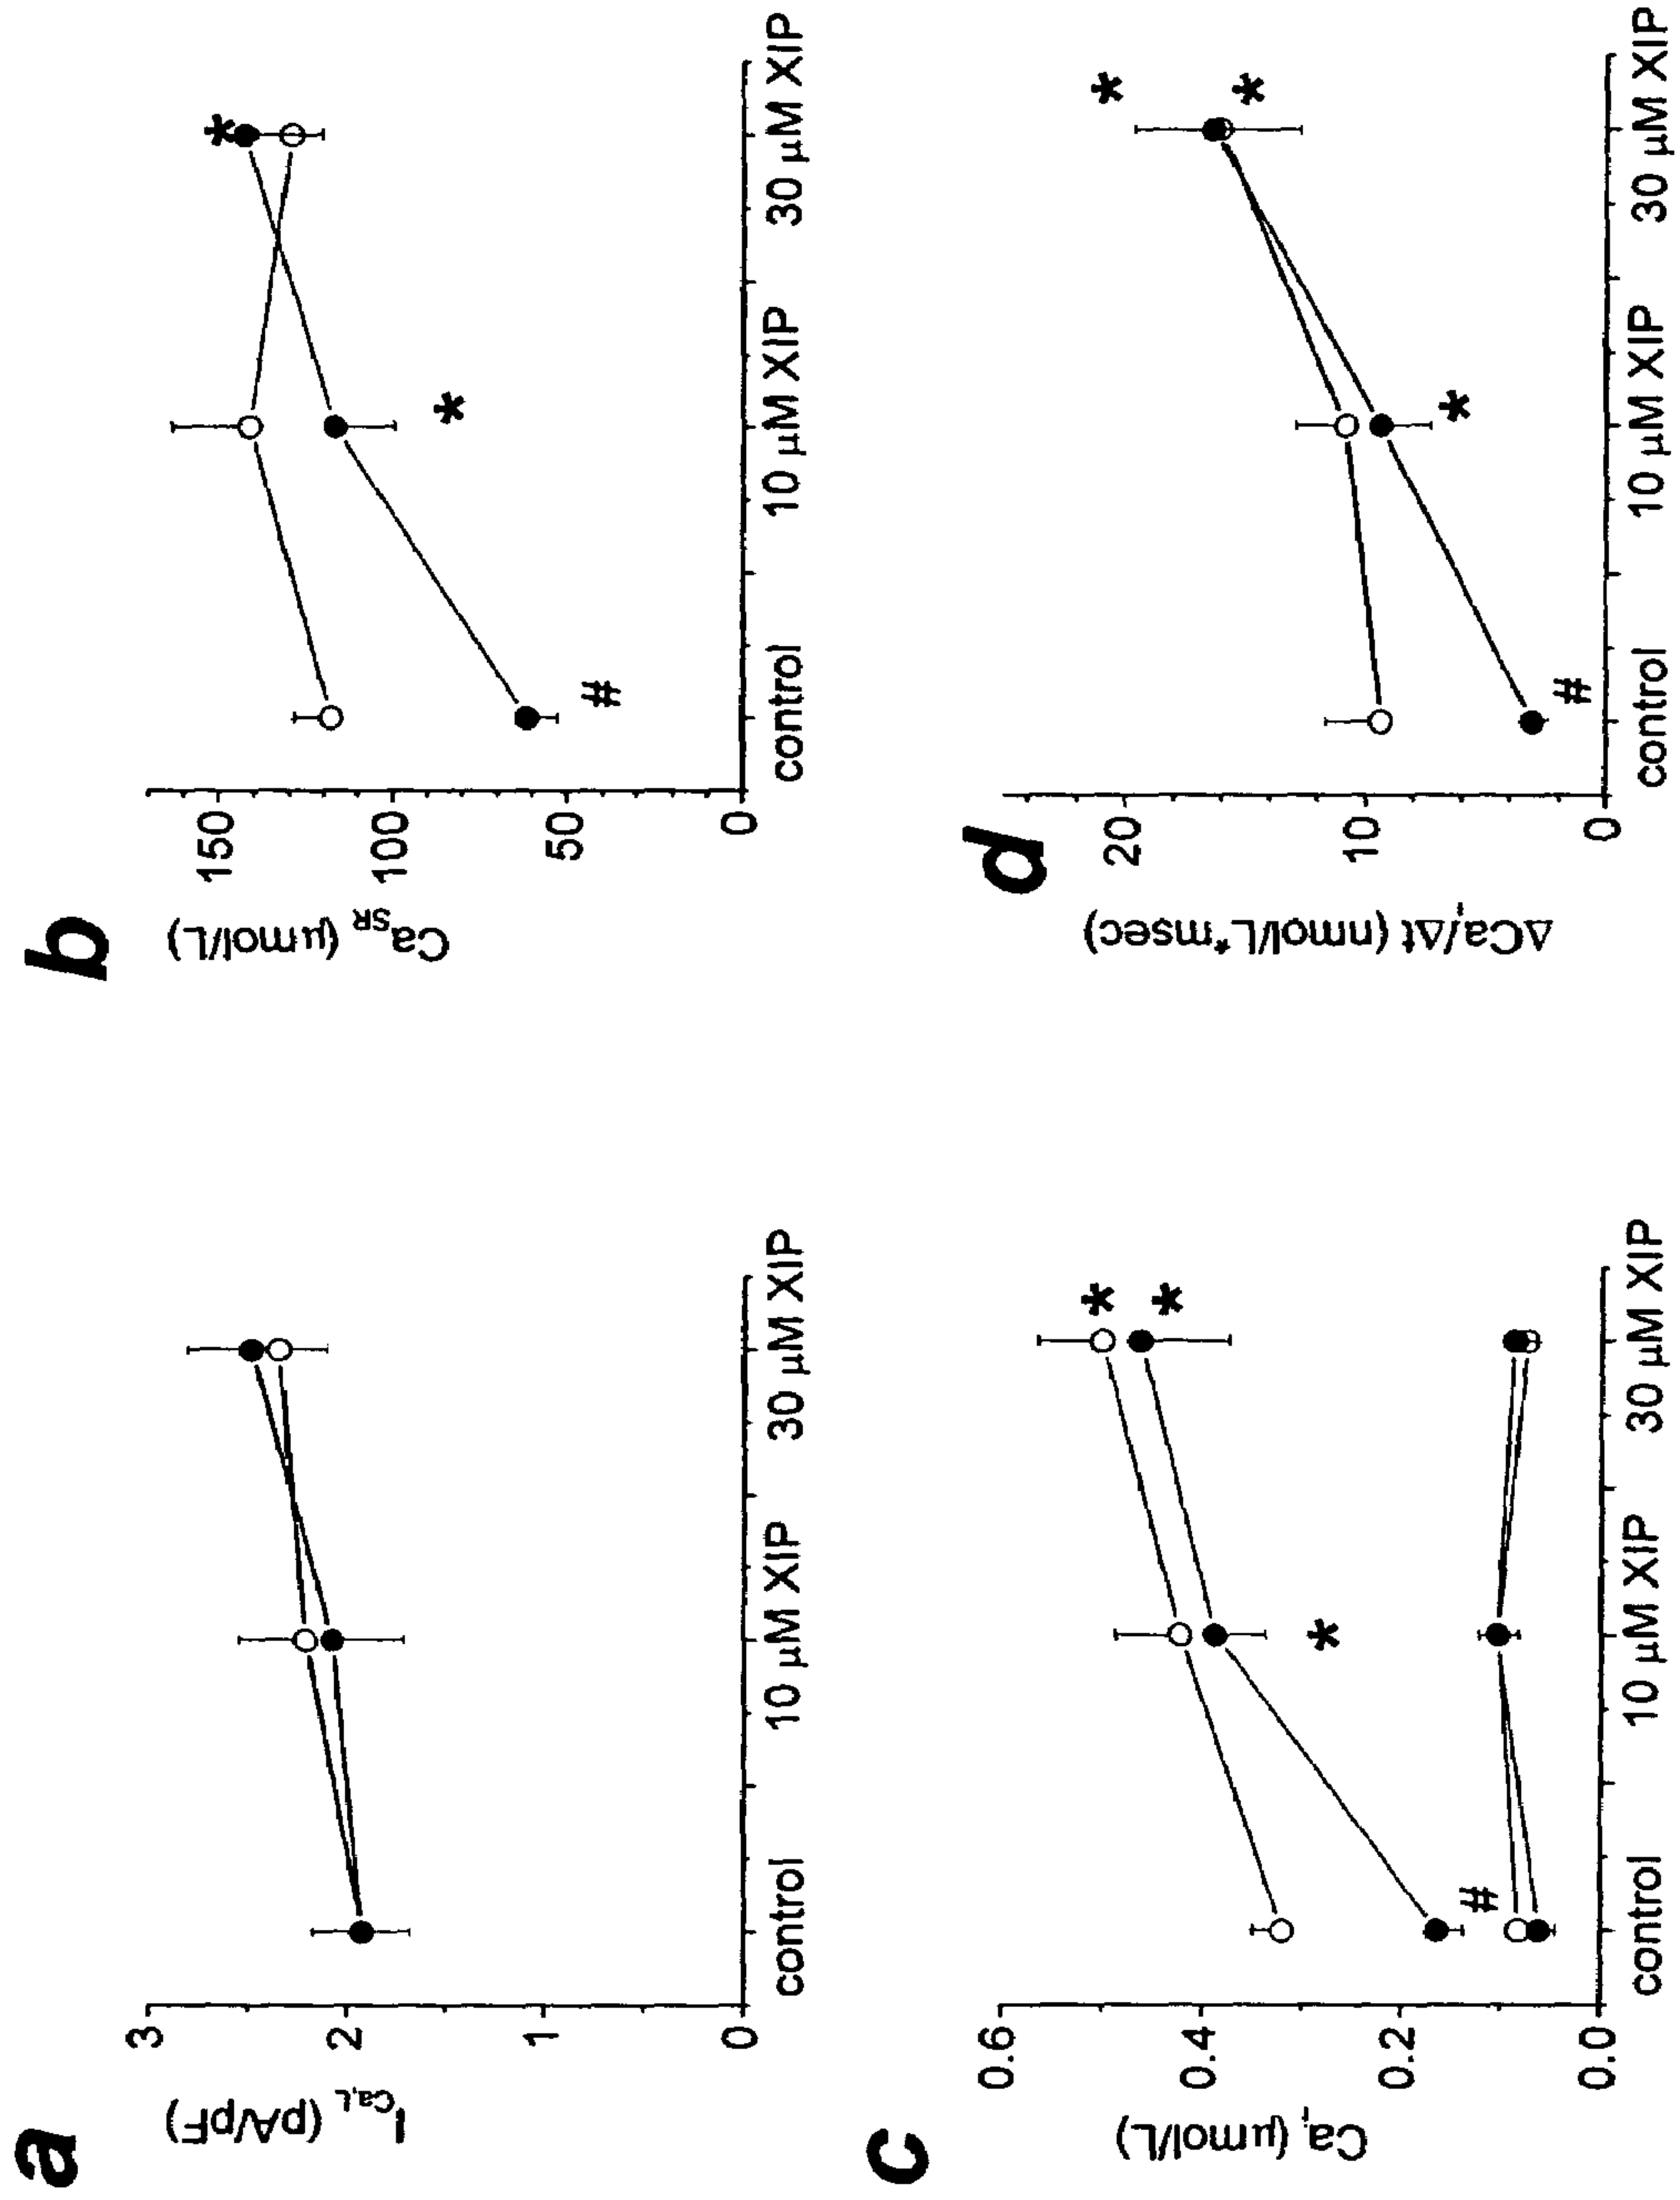 a
I_Ca,L (pA/pF)
3
2
1
0
control 10 μM XIP 30 μM XIP
b
Ca_SR (μmol/L)
150
100
50
0
control 10 μM XIP 30 μM XIP
*
*
#
c
Ca_i (μmol/L)
0.6
0.4
0.2
0.0
control 10 μM XIP 30 μM XIP
*
*
*
#
d
ΔCa_i/Δt (nmol/L*msec)
20
10
0
control 10 μM XIP 30 μM XIP
*
*
*
#